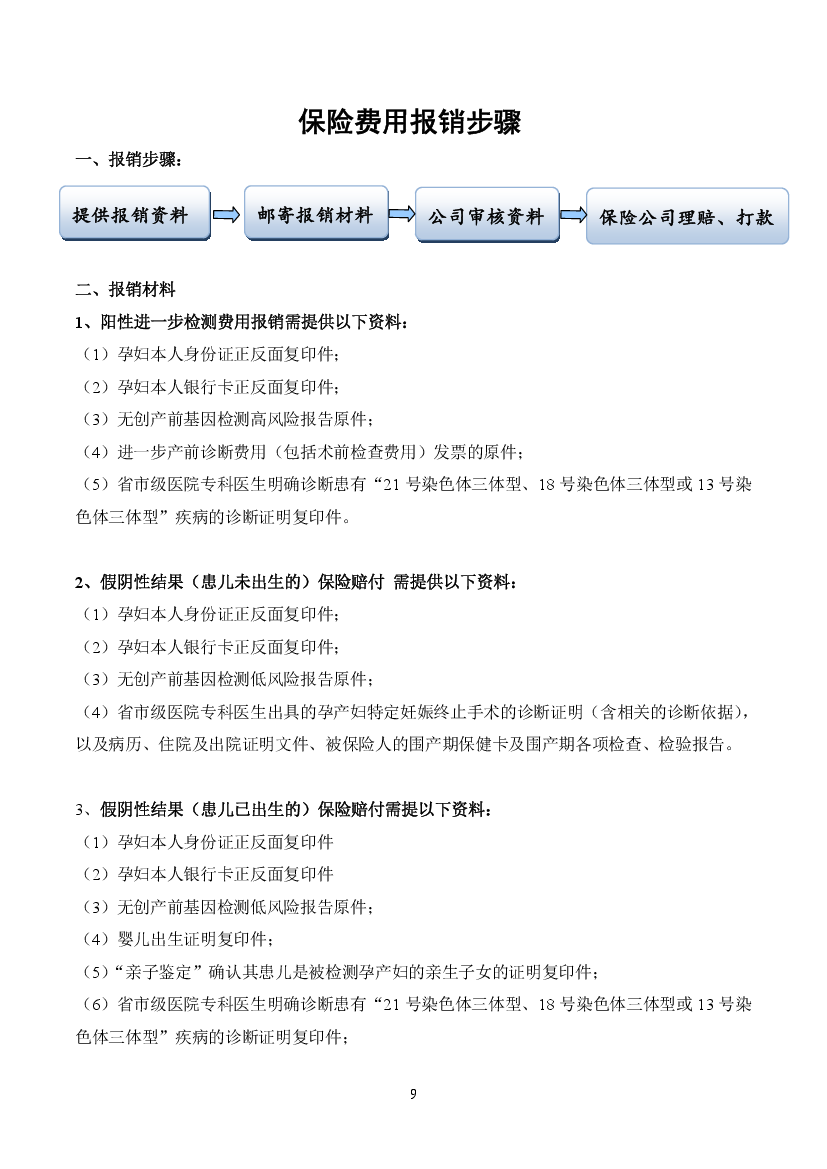 保险费用报销步骤
一、报销步骤：
提供报销资料
邮寄报销材料
公司审核资料
保险公司理赔、打款
二、报销材料
1、阳性进一步检测费用报销需提供以下资料：
（1）孕妇本人身份证正反面复印件；
（2）孕妇本人银行卡正反面复印件；
（3）无创产前基因检测高风险报告原件；
（4）进一步产前诊断费用（包括术前检查费用）发票的原件；
（5）省市级医院专科医生明确诊断患有“21 号染色体三体型、18 号染色体三体型或 13 号染
色体三体型”疾病的诊断证明复印件。
2、假阴性结果（患儿未出生的）保险赔付 需提供以下资料：
（1）孕妇本人身份证正反面复印件；
（2）孕妇本人银行卡正反面复印件；
（3）无创产前基因检测低风险报告原件；
（4）省市级医院专科医生出具的孕产妇特定妊娠终止手术的诊断证明（含相关的诊断依据），
以及病历、住院及出院证明文件、被保险人的围产期保健卡及围产期各项检查、检验报告。
3、假阴性结果（患儿已出生的）保险赔付需提以下资料：
（1）孕妇本人身份证正反面复印件
（2）孕妇本人银行卡正反面复印件
（3）无创产前基因检测低风险报告原件；
（4）婴儿出生证明复印件；
（5）“亲子鉴定”确认其患儿是被检测孕产妇的亲生子女的证明复印件；
（6）省市级医院专科医生明确诊断患有“21 号染色体三体型、18 号染色体三体型或 13 号染
色体三体型”疾病的诊断证明复印件；
9